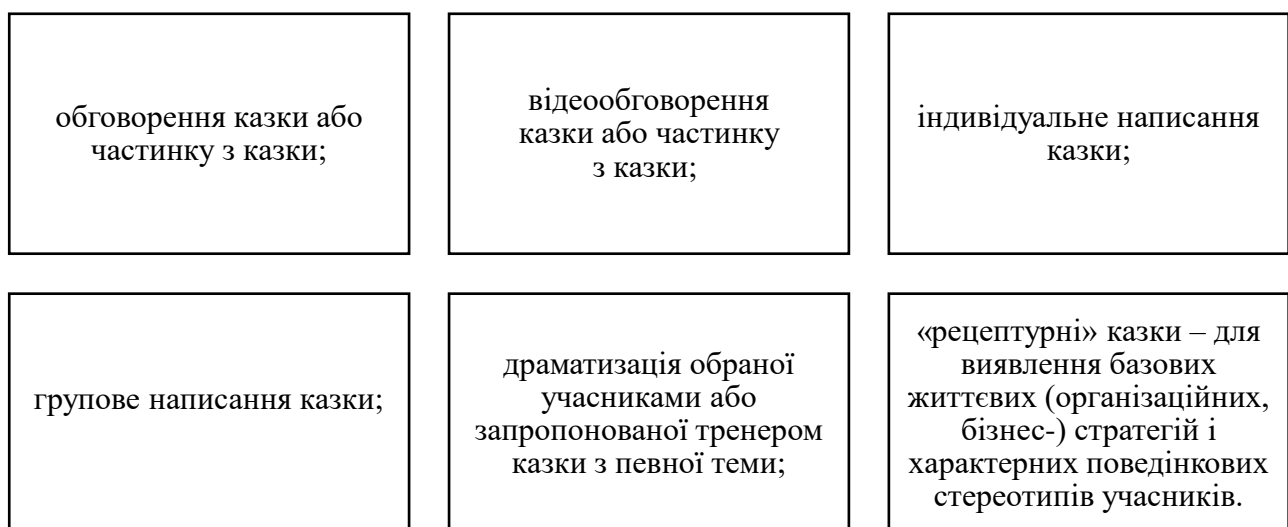 обговорення казки або
частинку з казки;
відеообговорення
казки або частинку
з казки;
індивідуальне написання
казки;
групове написання казки;
драматизація обраної
учасниками або
запропонованої тренером
казки з певної теми;
«рецептурні» казки – для
виявлення базових
життєвих (організаційних,
бізнес-) стратегій і
характерних поведінкових
стереотипів учасників.